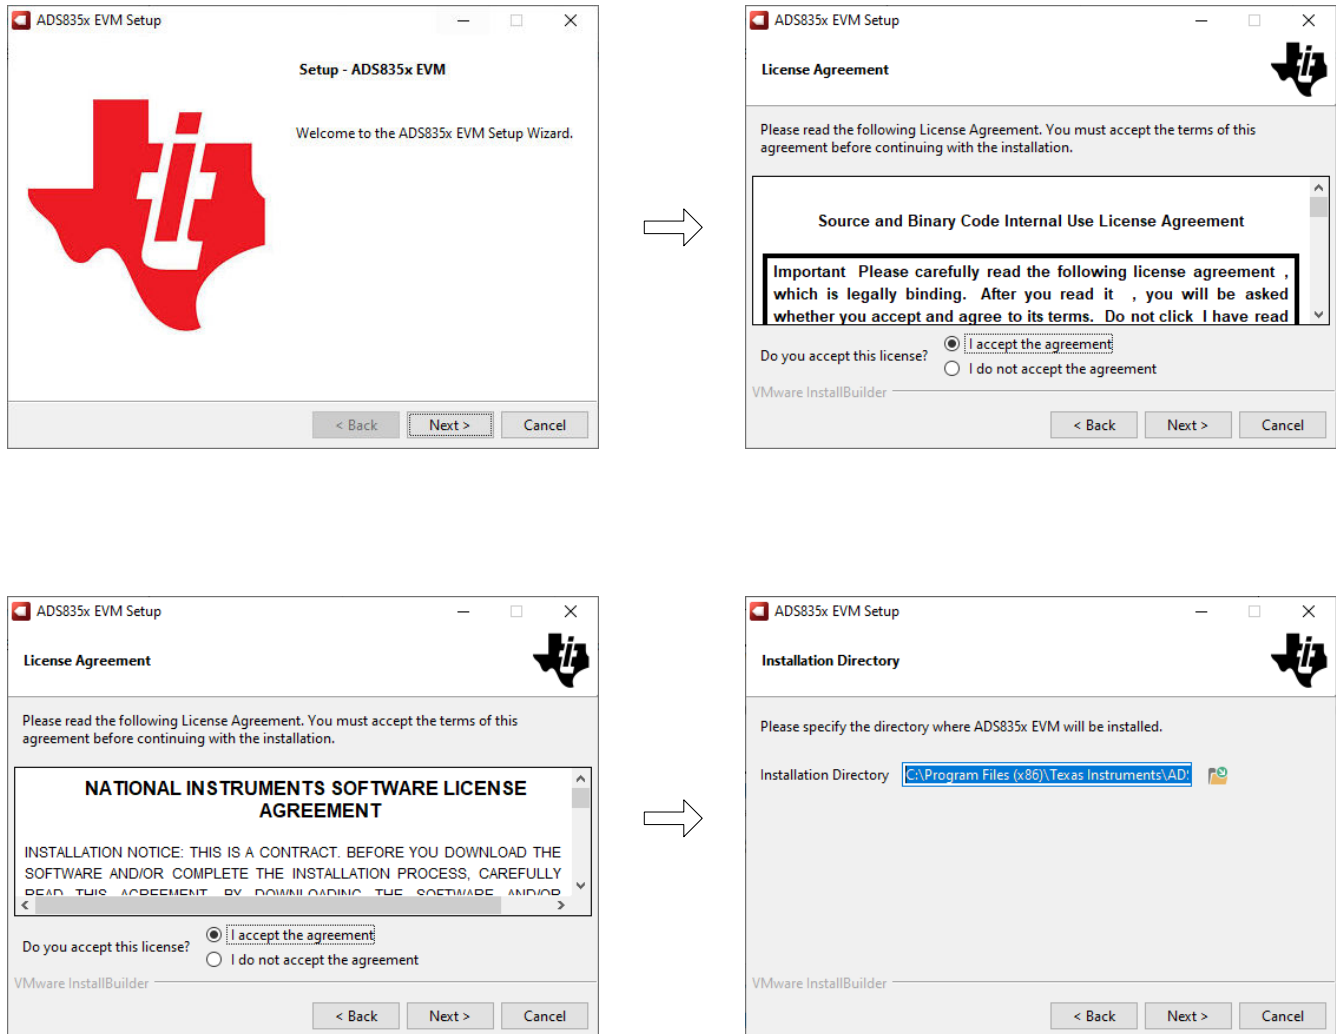 ADS835x EVM Setup
Setup - ADS835x EVM
Welcome to the ADS835x EVM Setup Wizard.
< Back
Next >
Cancel
ADS835x EVM Setup
License Agreement
Please read the following License Agreement. You must accept the terms of this
agreement before continuing with the installation.
Source and Binary Code Internal Use License Agreement
Important Please carefully read the following license agreement ,
which is legally binding. After you read it , you will be asked
whether you accept and agree to its terms. Do not click I have read
Do you accept this license?
I accept the agreement
I do not accept the agreement
VMware InstallBuilder
< Back
Next >
Cancel
ADS835x EVM Setup
License Agreement
Please read the following License Agreement. You must accept the terms of this
agreement before continuing with the installation.
NATIONAL INSTRUMENTS SOFTWARE LICENSE
AGREEMENT
INSTALLATION NOTICE: THIS IS A CONTRACT. BEFORE YOU DOWNLOAD THE
SOFTWARE AND/OR COMPLETE THE INSTALLATION PROCESS, CAREFULLY
READ THIS AGREEMENT. BY DOWNLOADING THE SOFTWARE AND/OR
Do you accept this license?
I accept the agreement
I do not accept the agreement
VMware InstallBuilder
< Back
Next >
Cancel
ADS835x EVM Setup
Installation Directory
Please specify the directory where ADS835x EVM will be installed.
Installation Directory
C:\Program Files (x86)\Texas Instruments\AD
VMware InstallBuilder
< Back
Next >
Cancel